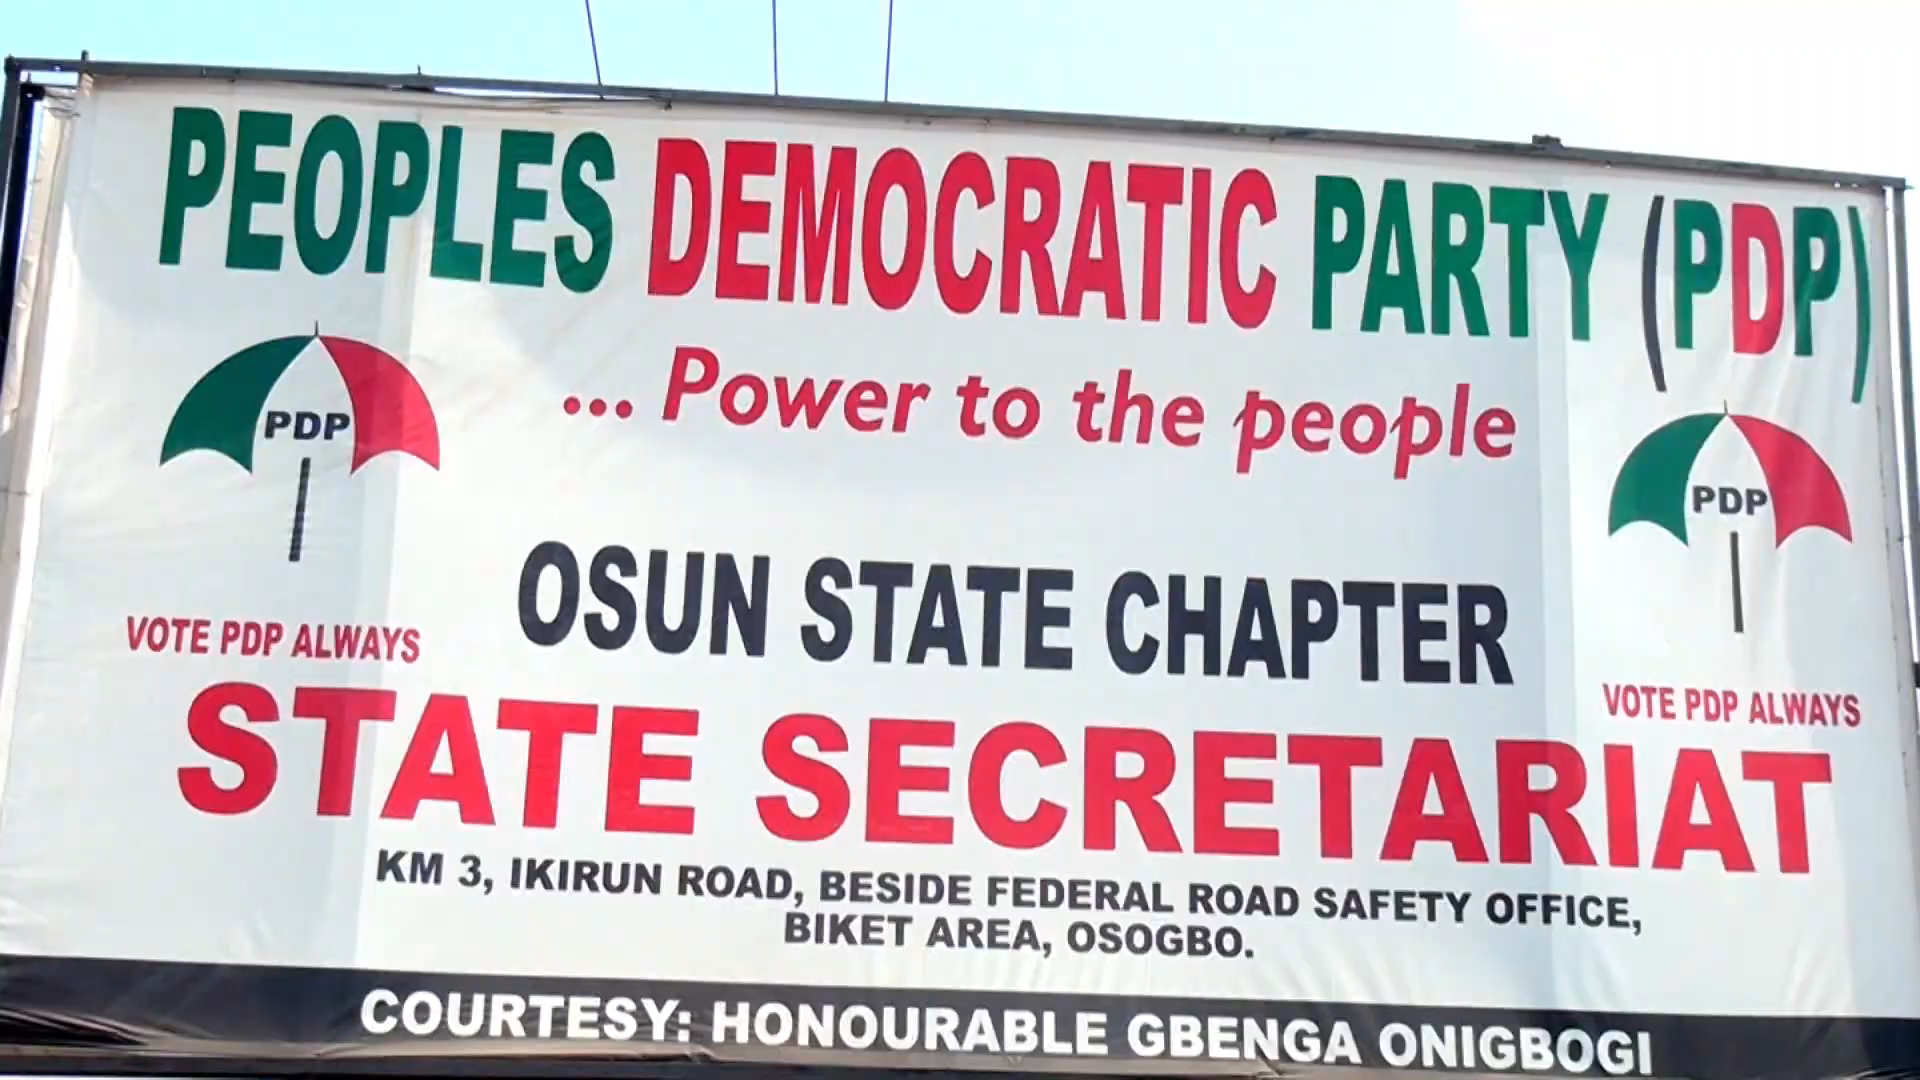 PEOPLES DEMOCRATIC PARTY (PDP)
... Power to the people
PDP
PDP
OSUN STATE CHAPTER
VOTE PDP ALWAYS
VOTE PDP ALWAYS
STATE SECRETARIAT
KM 3, IKIRUN ROAD, BESIDE FEDERAL ROAD SAFETY OFFICE,
BIKET AREA, OSOGBO.
COURTESY: HONOURABLE GBENGA ONIGBOGI